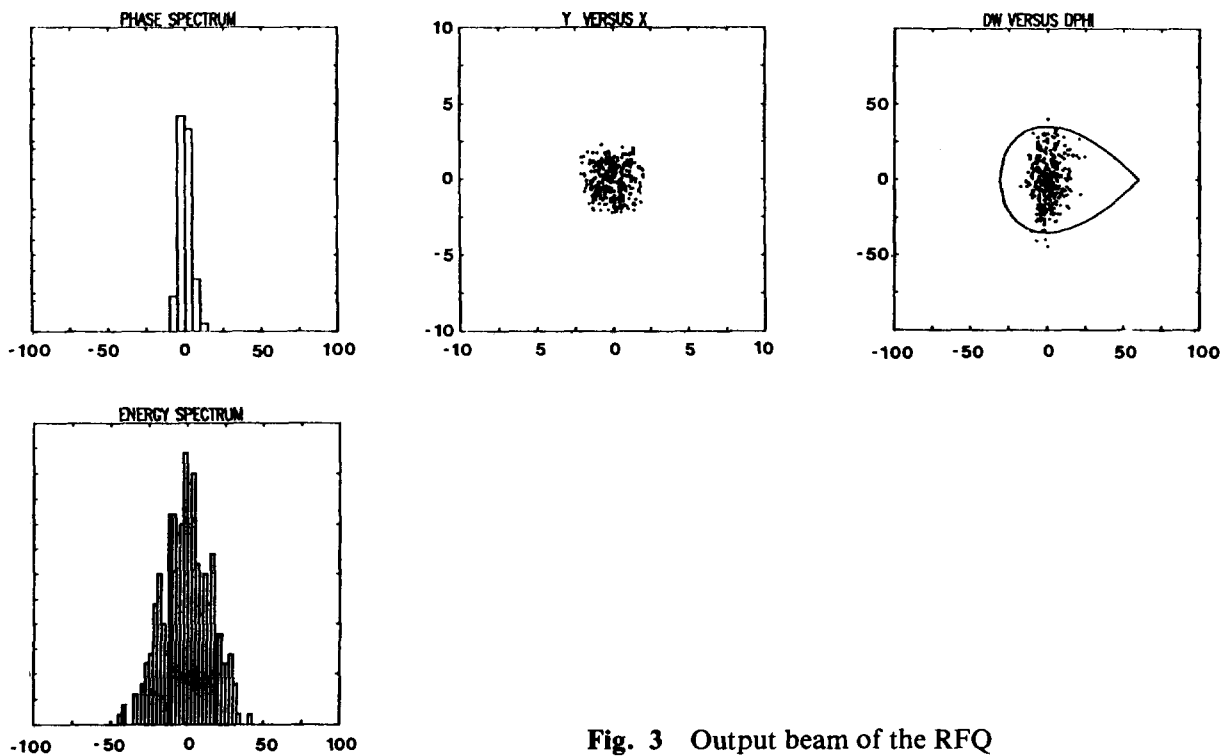 PHASE SPECTRUM
-100 -50 0 50 100
Y VERSUS X
10
5
0
-5
-10
-10 5 0 5 10
DW VERSUS DPHI
50
0
-50
-100 -50 0 50 100
ENERGY SPECTRUM
-100 -50 0 50 100
Fig. 3 Output beam of the RFQ